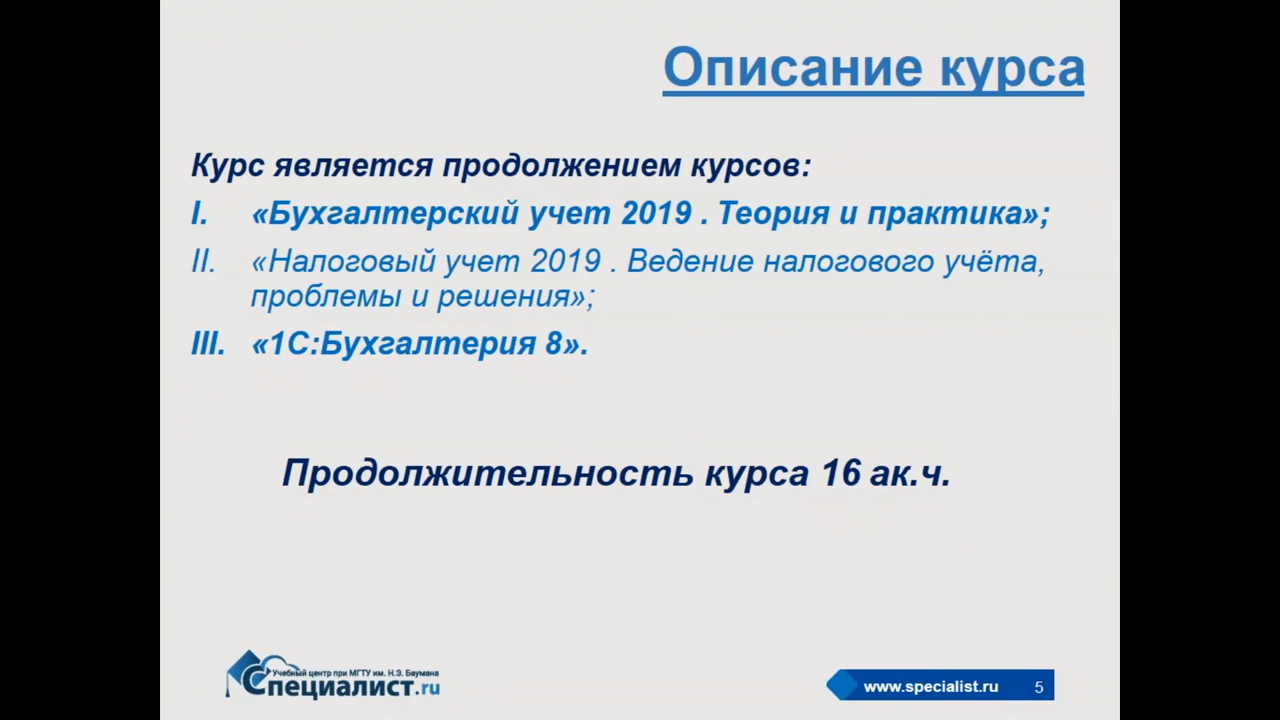 Описание курса
Курс является продолжением курсов:
I. «Бухгалтерский учет 2019 . Теория и практика»;
II. «Налоговый учет 2019 . Ведение налогового учёта,
проблемы и решения»;
III. «1С:Бухгалтерия 8».
Продолжительность курса 16 ак.ч.
Учебный центр при МГТУ им. Н.Э. Баумана
Специалист.ru
www.specialist.ru 5